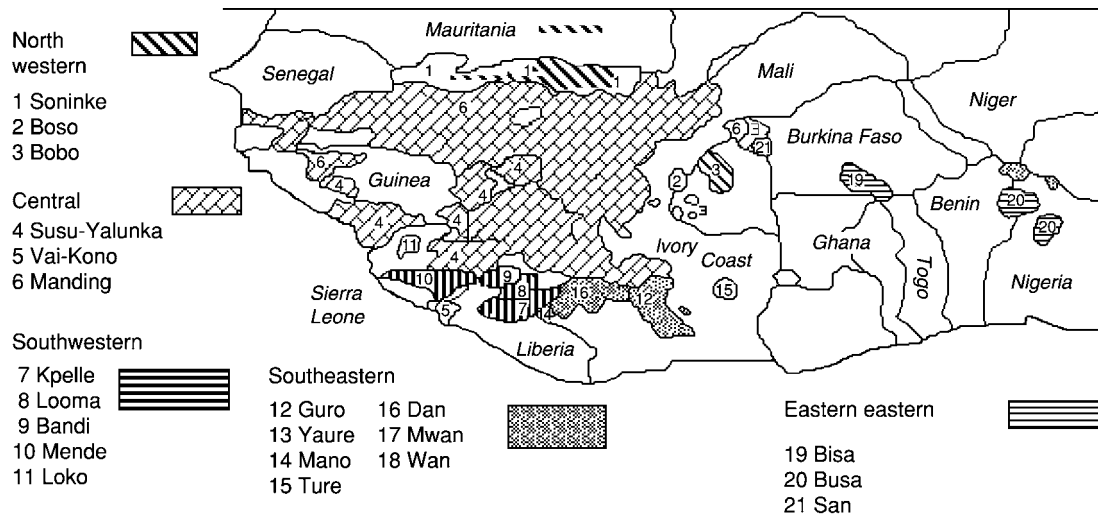 North
western
1 Soninke
2 Boso
3 Bobo
Central
4 Susu-Yalunka
5 Vai-Kono
6 Manding
Southwestern
7 Kpelle
8 Looma
9 Bandi
10 Mende
11 Loko
Southeastern
12 Guro 16 Dan
13 Yaure 17 Mwan
14 Mano 18 Wan
15 Ture
Eastern eastern
19 Bisa
20 Busa
21 San
Mauritania
Senegal
Mali
Niger
Burkina Faso
Guinea
Benin
Ivory
Coast
Ghana
Togo
Nigeria
Sierra
Leone
Liberia
1
1
1
6
6
3
21
3
2
19
20
20
6
4
4
4
4
4
4
11
3
15
9
10
8
7
5
16
12
14